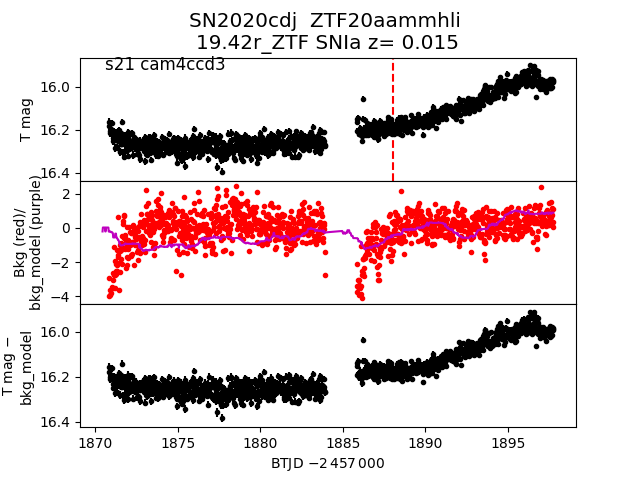 SN2020cdj ZTF20aammhli
19.42r_ZTF SNIa z= 0.015
s21 cam4ccd3
16.0
16.2
16.4
T mag
2
0
−2
−4
Bkg (red)/
bkg_model (purple)
16.0
16.2
16.4
T mag −
bkg_model
1870 1875 1880 1885 1890 1895
BTJD −2 457 000